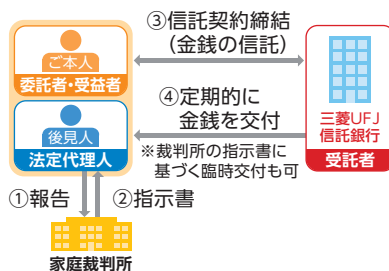 ③信託契約締結
(金銭の信託)
ご本人
委託者・受益者
④定期的に
金銭を交付
三菱UFJ
信託銀行
受託者
後見人
法定代理人
※裁判所の指示書に
基づく臨時交付も可
①報告
②指示書
家庭裁判所